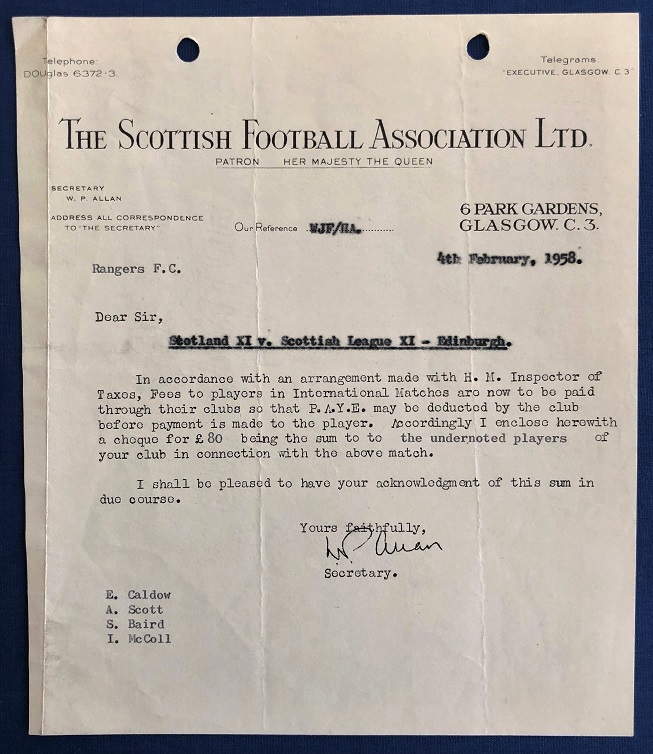 Telephone:
DOUglas 6372-3
Telegrams
"EXECUTIVE, GLASGOW, C 3"
THE SCOTTISH FOOTBALL ASSOCIATION LTD.
PATRON HER MAJESTY THE QUEEN
SECRETARY
W. P. ALLAN
ADDRESS ALL CORRESPONDENCE
TO "THE SECRETARY"
Our Reference WJF/HA.
6 PARK GARDENS,
GLASGOW. C. 3.
4th February, 1958.
Rangers F.C.
Dear Sir,
Scotland XI v. Scottish League XI - Edinburgh.
In accordance with an arrangement made with H. M. Inspector of
Taxes, Fees to players in International Matches are now to be paid
through their clubs so that P.A.Y.E. may be deducted by the club
before payment is made to the player. Accordingly I enclose herewith
a cheque for £80 being the sum to to the undernoted players of
your club in connection with the above match.
I shall be pleased to have your acknowledgment of this sum in
due course.
Yours faithfully,
W P Allan
Secretary.
E. Caldow
A. Scott
S. Baird
I. McColl